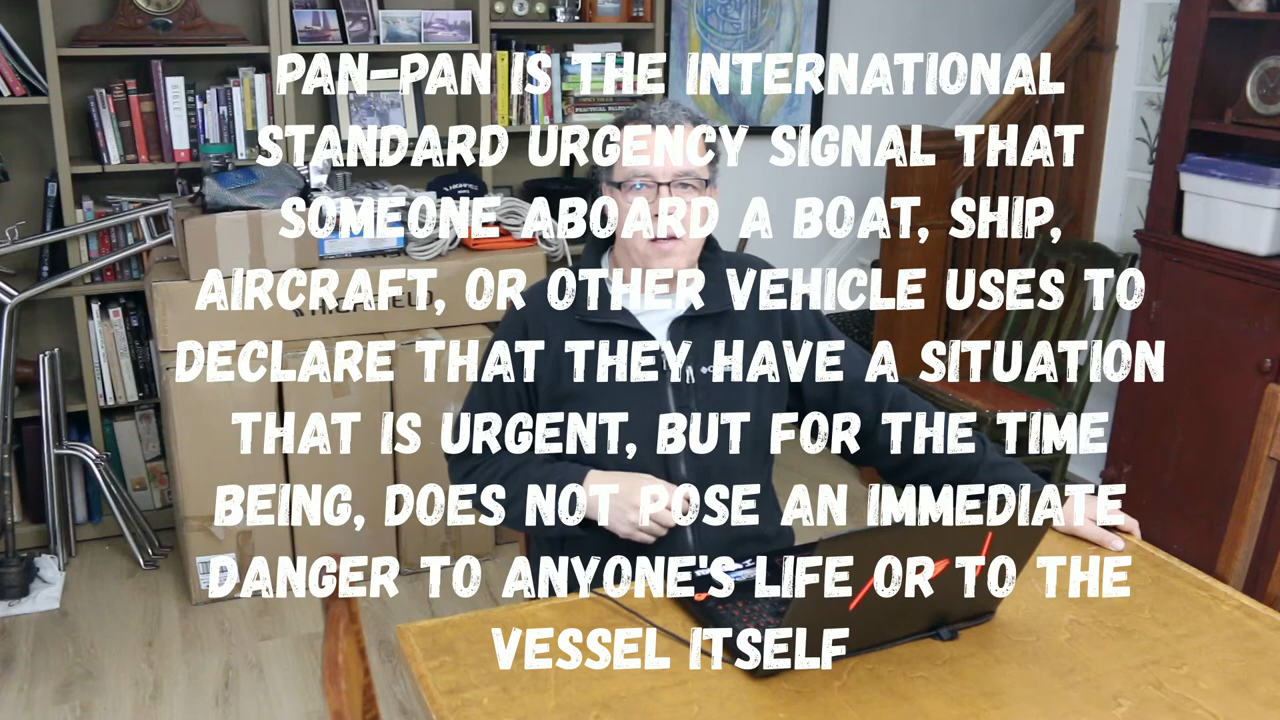 PAN-PAN IS THE INTERNATIONAL
STANDARD URGENCY SIGNAL THAT
SOMEONE ABOARD A BOAT, SHIP,
AIRCRAFT, OR OTHER VEHICLE USES TO
DECLARE THAT THEY HAVE A SITUATION
THAT IS URGENT, BUT FOR THE TIME
BEING, DOES NOT POSE AN IMMEDIATE
DANGER TO ANYONE'S LIFE OR TO THE
VESSEL ITSELF